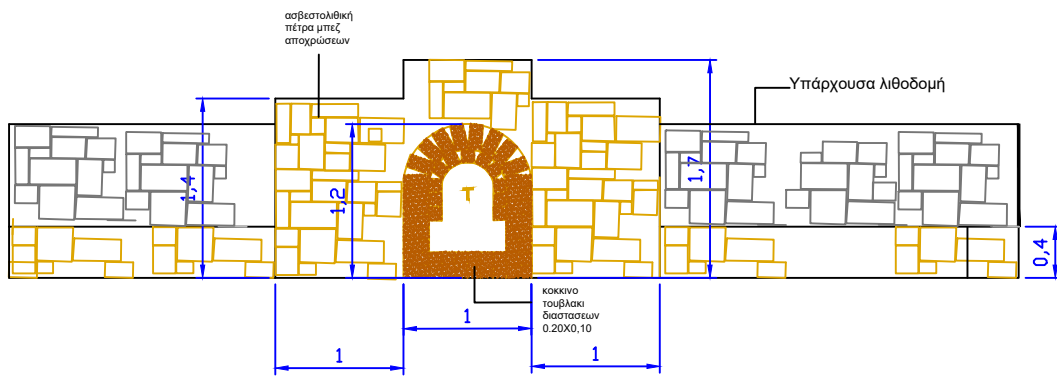 ασβεστολιθική
πέτρα μπεζ
αποχρώσεων
Υπάρχουσα λιθοδομή
1,4
1,2
1,7
0,4
T
κοκκινο
τουβλακι
διαστασεων
0.20X0,10
1
1
1